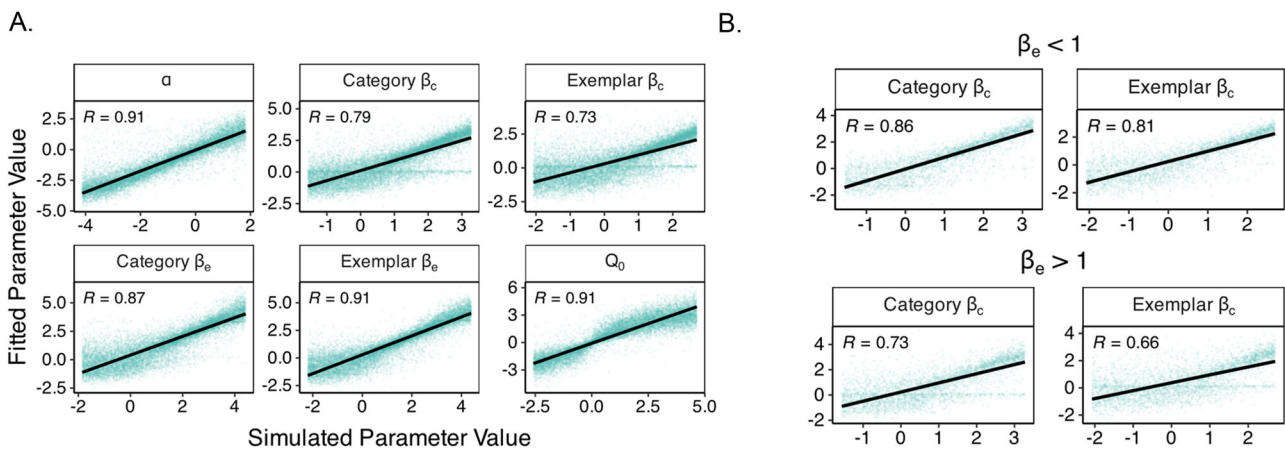 A.
B.
βe < 1
α
Category βc
Exemplar βc
R = 0.91
R = 0.79
R = 0.73
2.5
0.0
-2.5
-5.0
5.0
2.5
0.0
-2.5
2.5
0.0
-2.5
-4 -2 0 2
-1 0 1 2 3
-2 -1 0 1 2
Category βe
Exemplar βe
Q0
R = 0.87
R = 0.91
R = 0.91
5.0
2.5
0.0
-2.5
5.0
2.5
0.0
-2.5
6
3
0
-3
-2 0 2 4
-2 0 2 4
-2.5 0.0 2.5 5.0
Fitted Parameter Value
Simulated Parameter Value
Category βc
Exemplar βc
R = 0.86
R = 0.81
4
2
0
-2
2
0
-2
-1 0 1 2 3
-2 -1 0 1 2
βe > 1
Category βc
Exemplar βc
R = 0.73
R = 0.66
4
2
0
-2
4
2
0
-2
-1 0 1 2 3
-2 -1 0 1 2